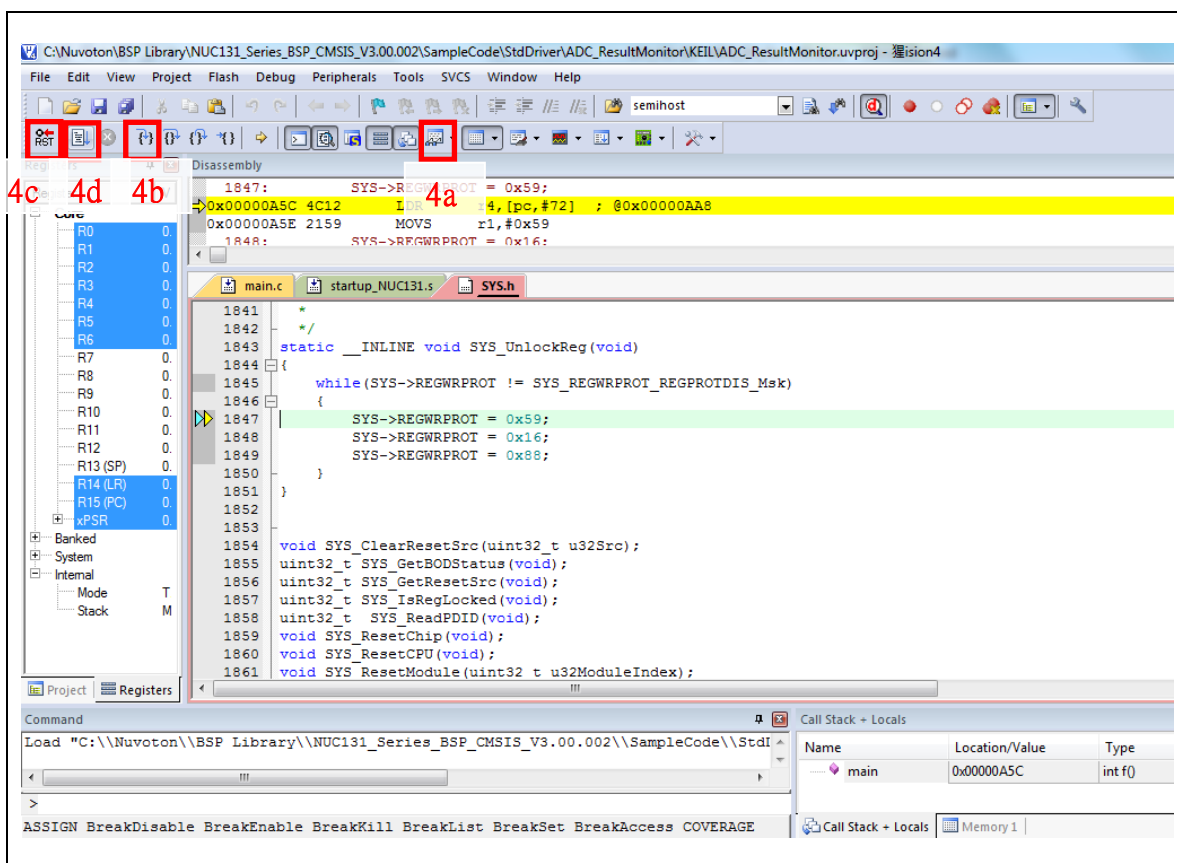 C:\Nuvoton\BSP Library\NUC131_Series_BSP_CMSIS_V3.00.002\SampleCode\StdDriver\ADC_ResultMonitor\KEIL\ADC_ResultMonitor.uvproj - 猩ision4
File Edit View Project Flash Debug Peripherals Tools SVCS Window Help
semihost
RST
4c 4d 4b 4a
Disassembly
1847: SYS->REGWRPROT = 0x59;
0x00000A5C 4C12 LDR r4,[pc,#72] ; @0x00000AA8
0x00000A5E 2159 MOVS r1,#0x59
1848: SYS->REGWRPROT = 0x16;
Core
R0 0.
R1 0.
R2 0.
R3 0.
R4 0.
R5 0.
R6 0.
R7 0.
R8 0.
R9 0.
R10 0.
R11 0.
R12 0.
R13 (SP) 0.
R14 (LR) 0.
R15 (PC) 0.
xPSR 0.
Banked
System
Internal
Mode T
Stack M
Project Registers
main.c startup_NUC131.s SYS.h
1841 *
1842 */
1843 static __INLINE void SYS_UnlockReg(void)
1844 {
1845 while(SYS->REGWRPROT != SYS_REGWRPROT_REGPROTDIS_Msk)
1846 {
1847 SYS->REGWRPROT = 0x59;
1848 SYS->REGWRPROT = 0x16;
1849 SYS->REGWRPROT = 0x88;
1850 }
1851 }
1852
1853
1854 void SYS_ClearResetSrc(uint32_t u32Src);
1855 uint32_t SYS_GetBODStatus(void);
1856 uint32_t SYS_GetResetSrc(void);
1857 uint32_t SYS_IsRegLocked(void);
1858 uint32_t SYS_ReadPDID(void);
1859 void SYS_ResetChip(void);
1860 void SYS_ResetCPU(void);
1861 void SYS_ResetModule(uint32_t u32ModuleIndex);
Command
Load "C:\\Nuvoton\\BSP Library\\NUC131_Series_BSP_CMSIS_V3.00.002\\SampleCode\\StdI
>
ASSIGN BreakDisable BreakEnable BreakKill BreakList BreakSet BreakAccess COVERAGE
Call Stack + Locals
Name Location/Value Type
main 0x00000A5C int f()
Call Stack + Locals Memory 1